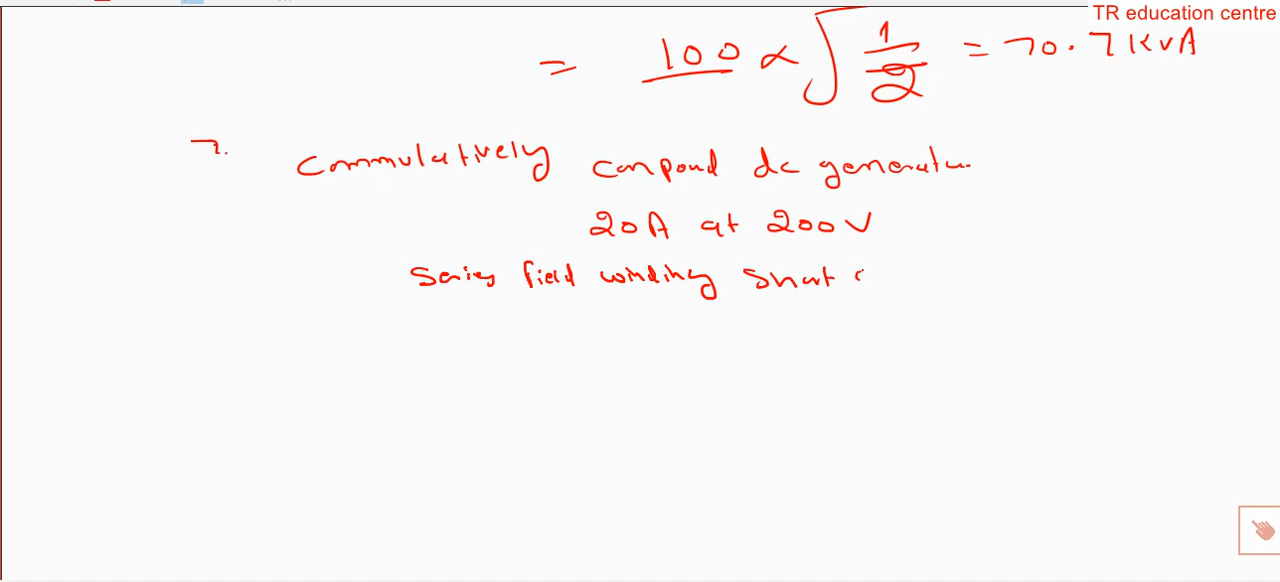 TR education centre
= 100 × √1/2 = 70.7 KVA
7. Commulatively compound dc generator
20A at 200V
Series field winding Short c